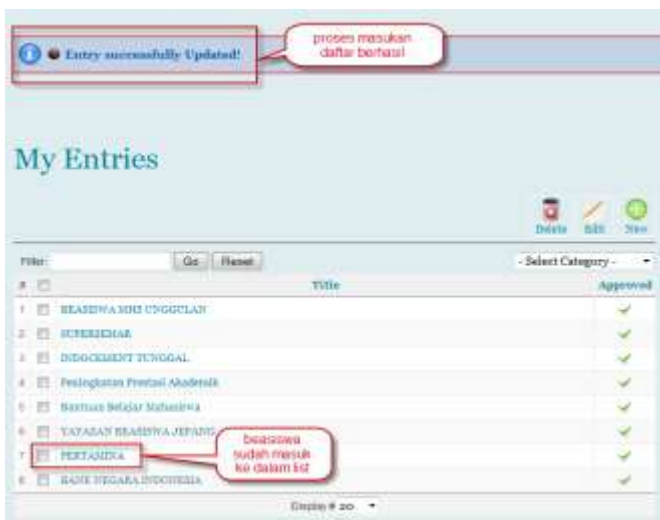 Entry successfully Updated!
proses masukan
daftar berhasil
My Entries
Delete Edit New
Filter Go Reset - Select Category -
# Title Approved
1 BEASISWA UNGGULAN
2 SUPERSEMAR
3 INDOCEMENT TUNGGAL
4 Peningkatan Prestasi Akademik
5 Bantuan Belajar Mahasiswa
6 YAYASAN BEASISWA JEPANG
7 PERTAMINA
8 BANK NEGARA INDONESIA
beasiswa
sudah masuk
ke dalam list
Display # 20